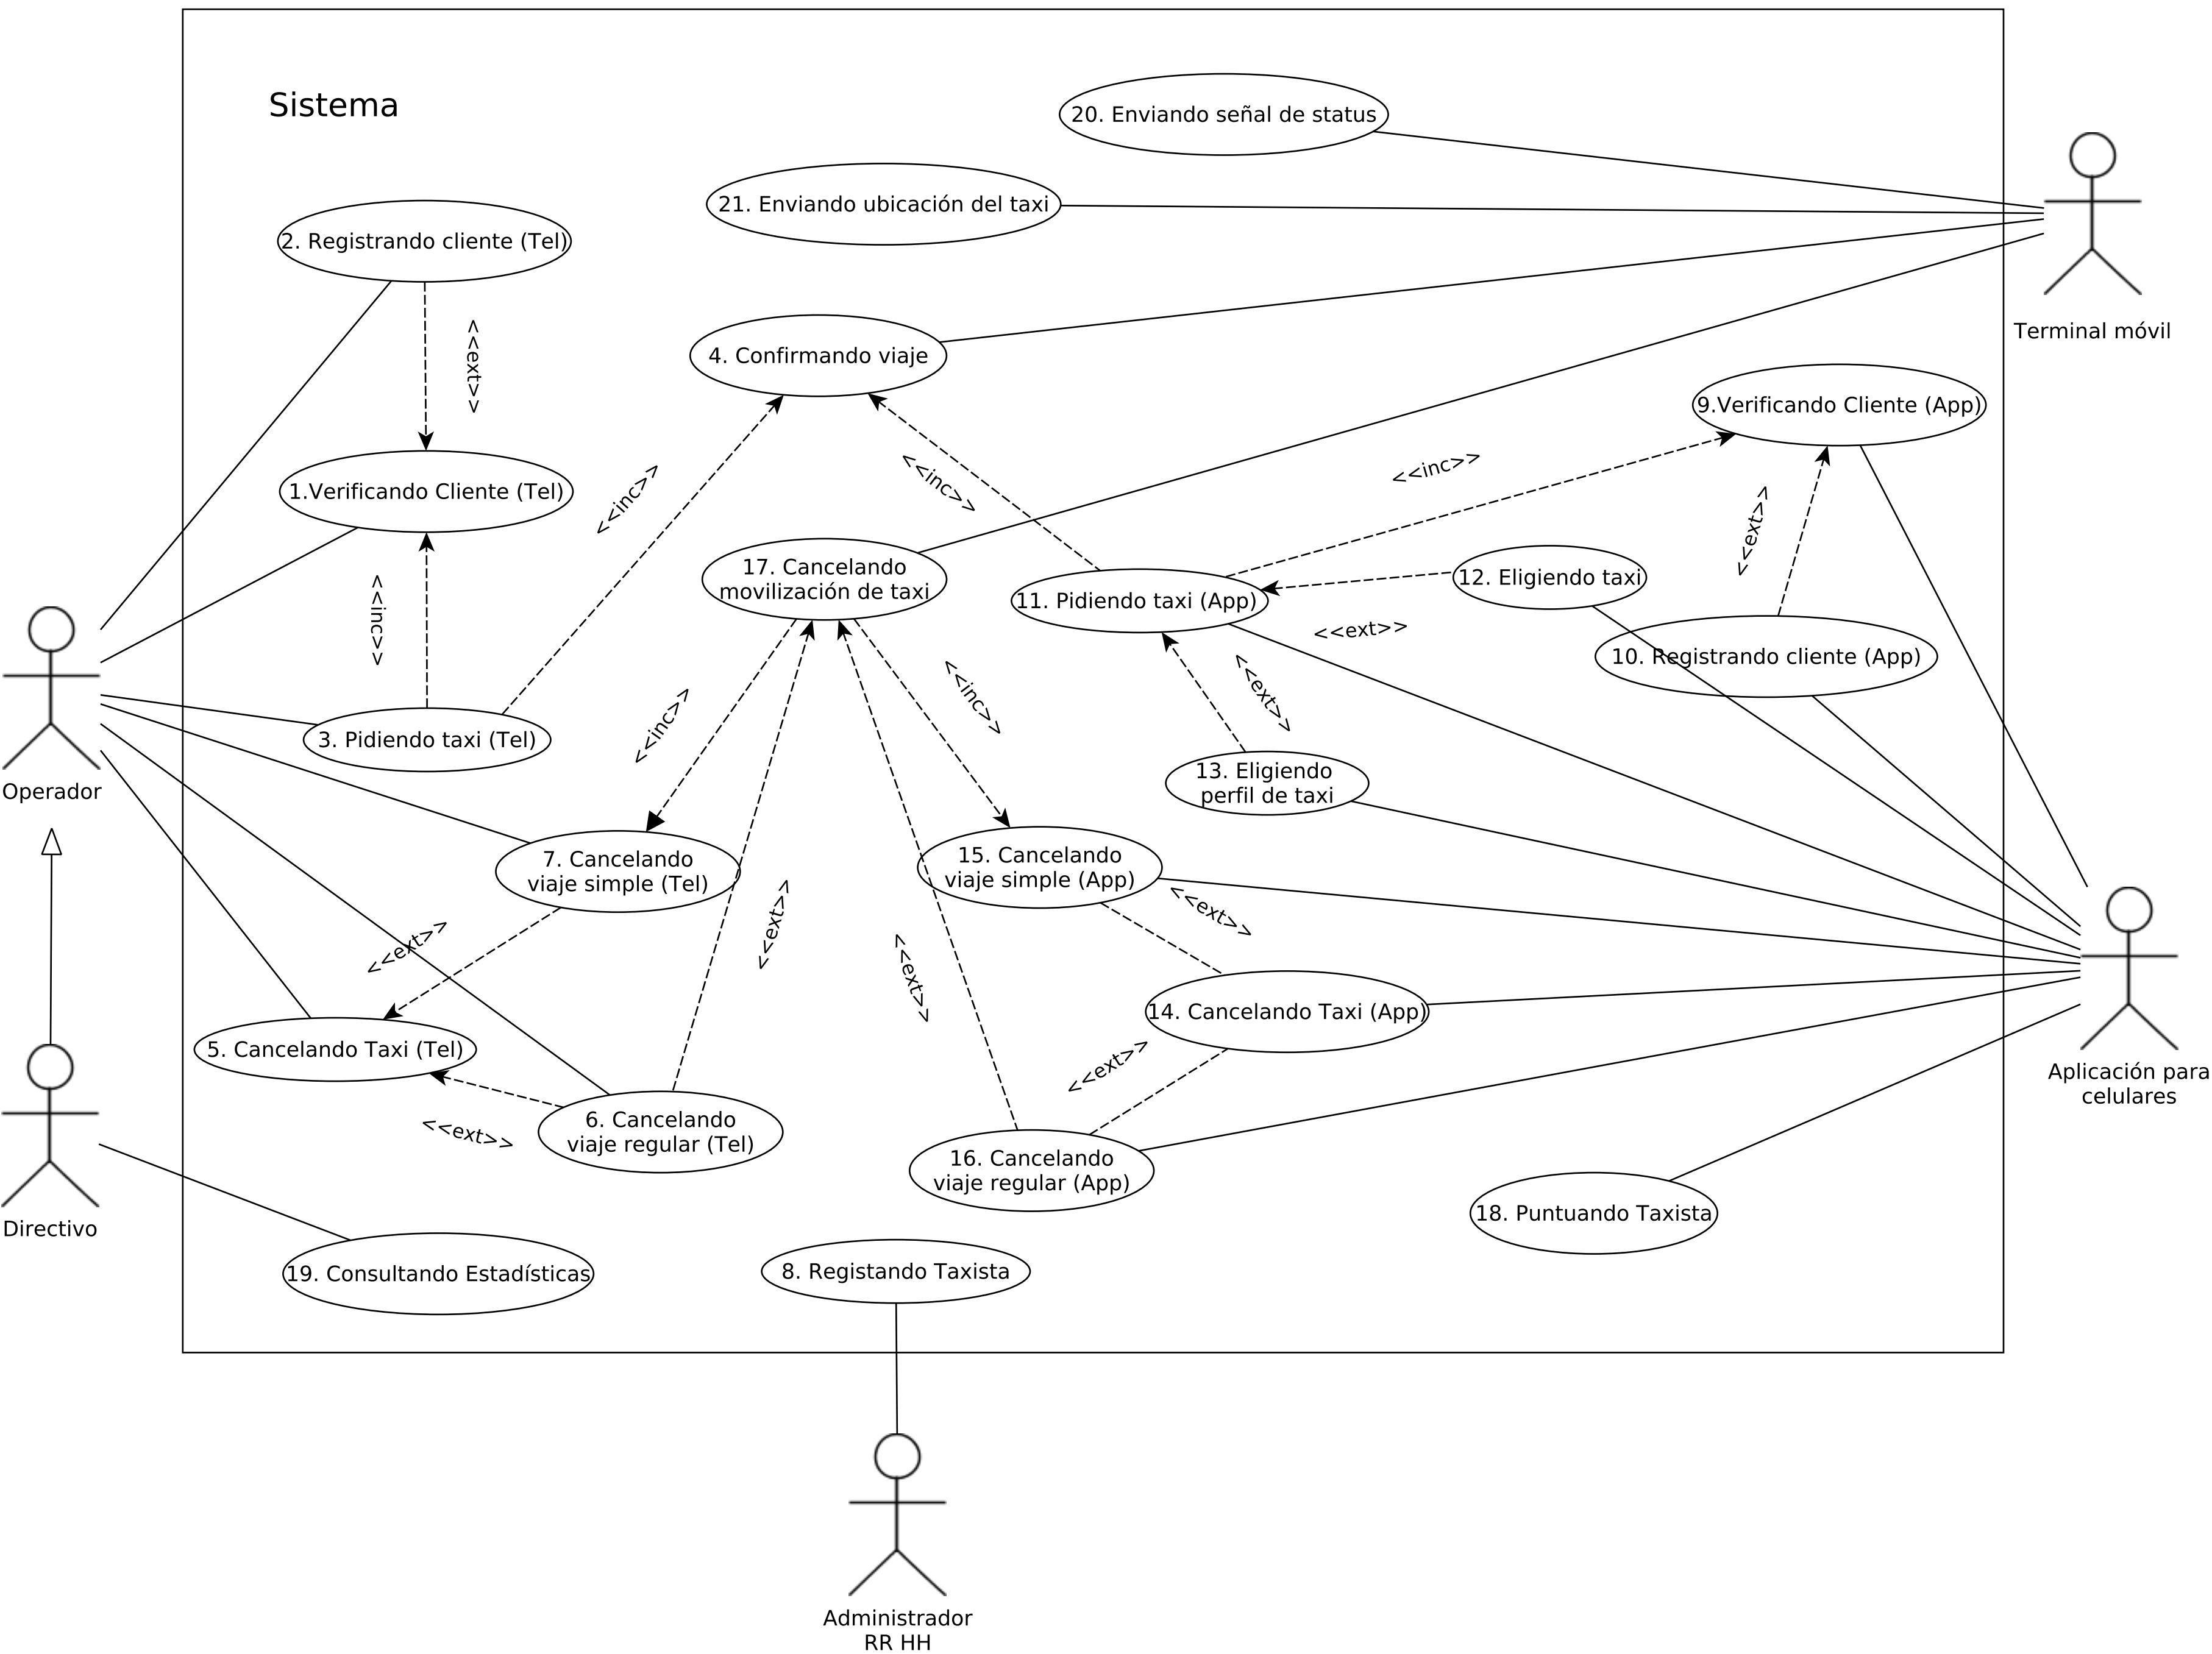 Sistema
20. Enviando señal de status
21. Enviando ubicación del taxi
2. Registrando cliente (Tel)
Terminal móvil
<<ext>>
4. Confirmando viaje
9.Verificando Cliente (App)
1.Verificando Cliente (Tel)
<<inc>>
<<inc>>
<<inc>>
<<ext>>
<<inc>>
17. Cancelando
movilización de taxi
11. Pidiendo taxi (App)
12. Eligiendo taxi
<<ext>>
10. Registrando cliente (App)
3. Pidiendo taxi (Tel)
<<inc>>
<<inc>>
<<ext>>
13. Eligiendo
perfil de taxi
Operador
7. Cancelando
viaje simple (Tel)
15. Cancelando
viaje simple (App)
<<ext>>
<<ext>>
<<ext>>
<<ext>>
14. Cancelando Taxi (App)
5. Cancelando Taxi (Tel)
<<ext>>
Aplicación para
celulares
<<ext>>
6. Cancelando
viaje regular (Tel)
16. Cancelando
viaje regular (App)
18. Puntuando Taxista
Directivo
19. Consultando Estadísticas
8. Registando Taxista
Administrador
RR HH